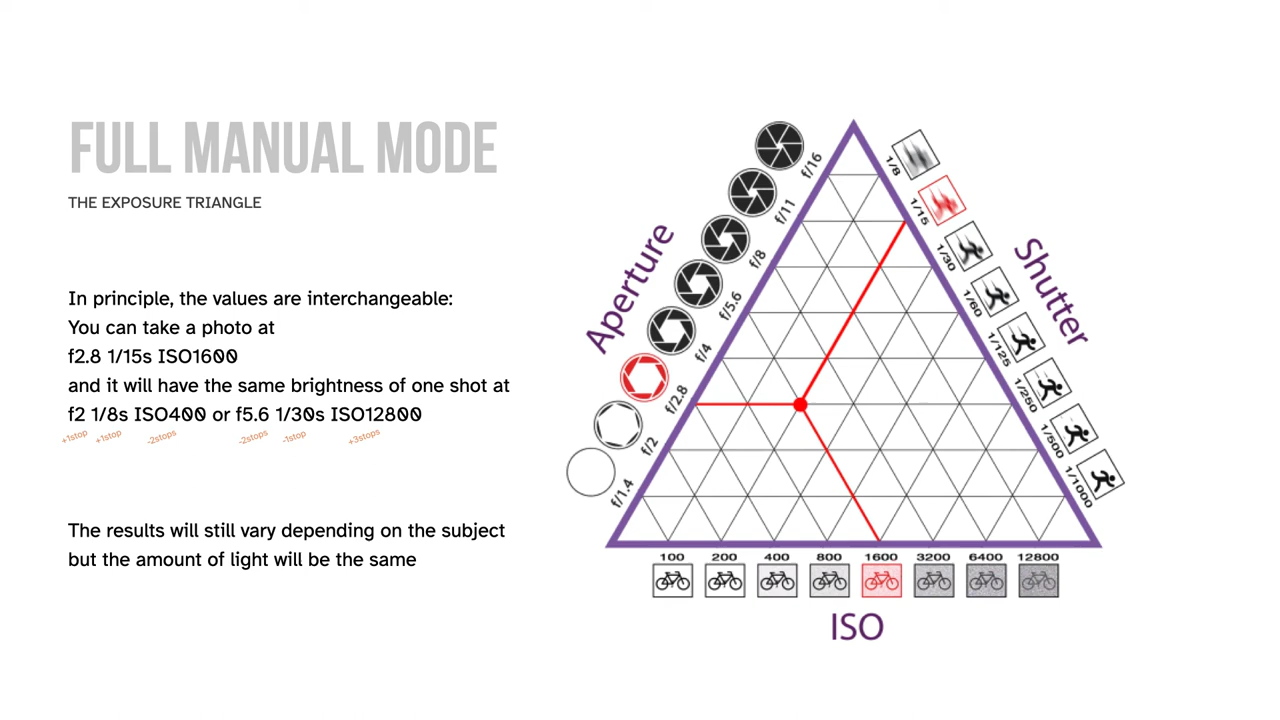 FULL MANUAL MODE
THE EXPOSURE TRIANGLE
In principle, the values are interchangeable:
You can take a photo at
f2.8 1/15s ISO1600
and it will have the same brightness of one shot at
f2 1/8s ISO400 or f5.6 1/30s ISO12800
+1stop +1stop -2stops -2stops -1stop +3stops
The results will still vary depending on the subject
but the amount of light will be the same
Aperture
f/16
f/11
f/8
f/5.6
f/4
f/2.8
f/2
f/1.4
Shutter
1/8
1/15
1/30
1/60
1/125
1/250
1/500
1/1000
100 200 400 800 1600 3200 6400 12800
ISO